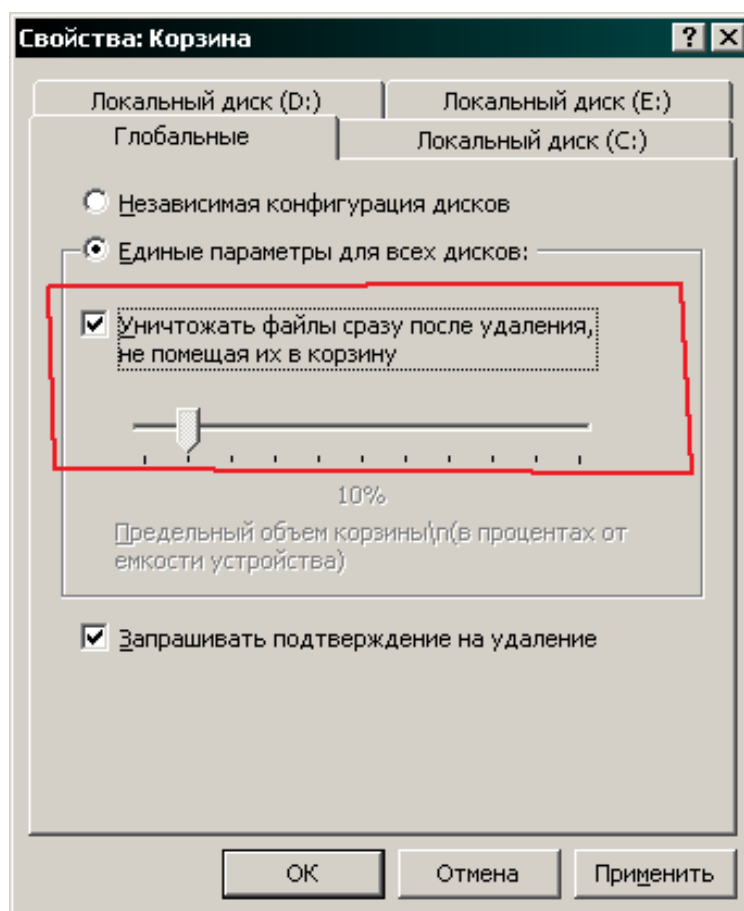 Свойства: Корзина
Локальный диск (D:) Локальный диск (E:)
Глобальные Локальный диск (C:)
Независимая конфигурация дисков
Единые параметры для всех дисков:
Уничтожать файлы сразу после удаления,
не помещая их в корзину
10%
Предельный объем корзины\n(в процентах от
емкости устройства)
Запрашивать подтверждение на удаление
ОК Отмена Применить